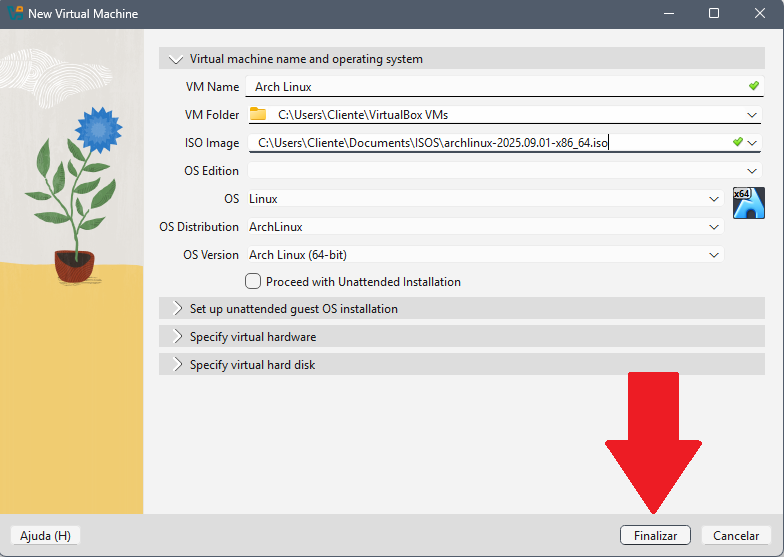 New Virtual Machine
Virtual machine name and operating system
VM Name Arch Linux
VM Folder C:\Users\Cliente\VirtualBox VMs
ISO Image C:\Users\Cliente\Documents\ISOS\archlinux-2025.09.01-x86_64.iso
OS Edition
OS Linux
x64
OS Distribution ArchLinux
OS Version Arch Linux (64-bit)
Proceed with Unattended Installation
Set up unattended guest OS installation
Specify virtual hardware
Specify virtual hard disk
Ajuda (H) Finalizar Cancelar